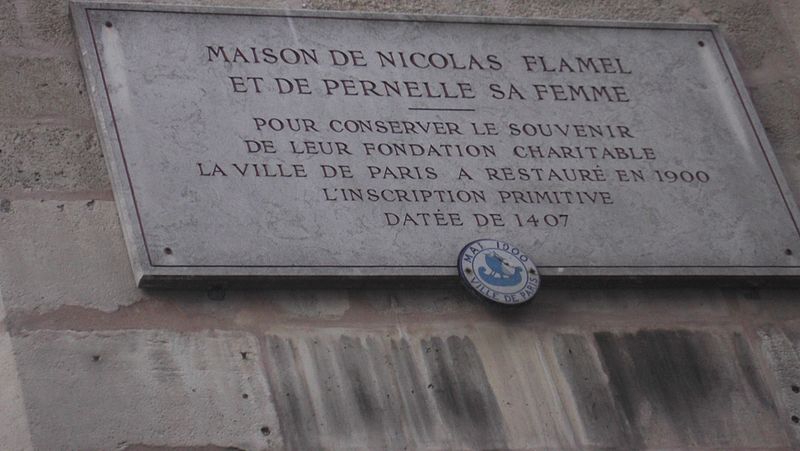 MAISON DE NICOLAS FLAMEL
ET DE PERNELLE SA FEMME
POUR CONSERVER LE SOUVENIR
DE LEUR FONDATION CHARITABLE
LA VILLE DE PARIS A RESTAURÉ EN 1900
L'INSCRIPTION PRIMITIVE
DATÉE DE 1407
MAI 1900
VILLE DE PARIS